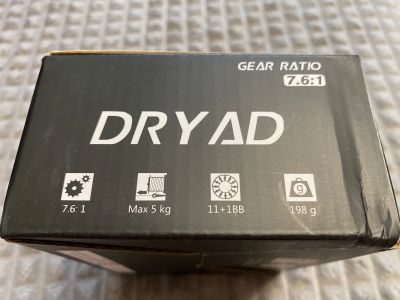 GEAR RATIO
7.6:1
DRYAD
7.6: 1
Max 5 kg
11+1BB
g
198 g